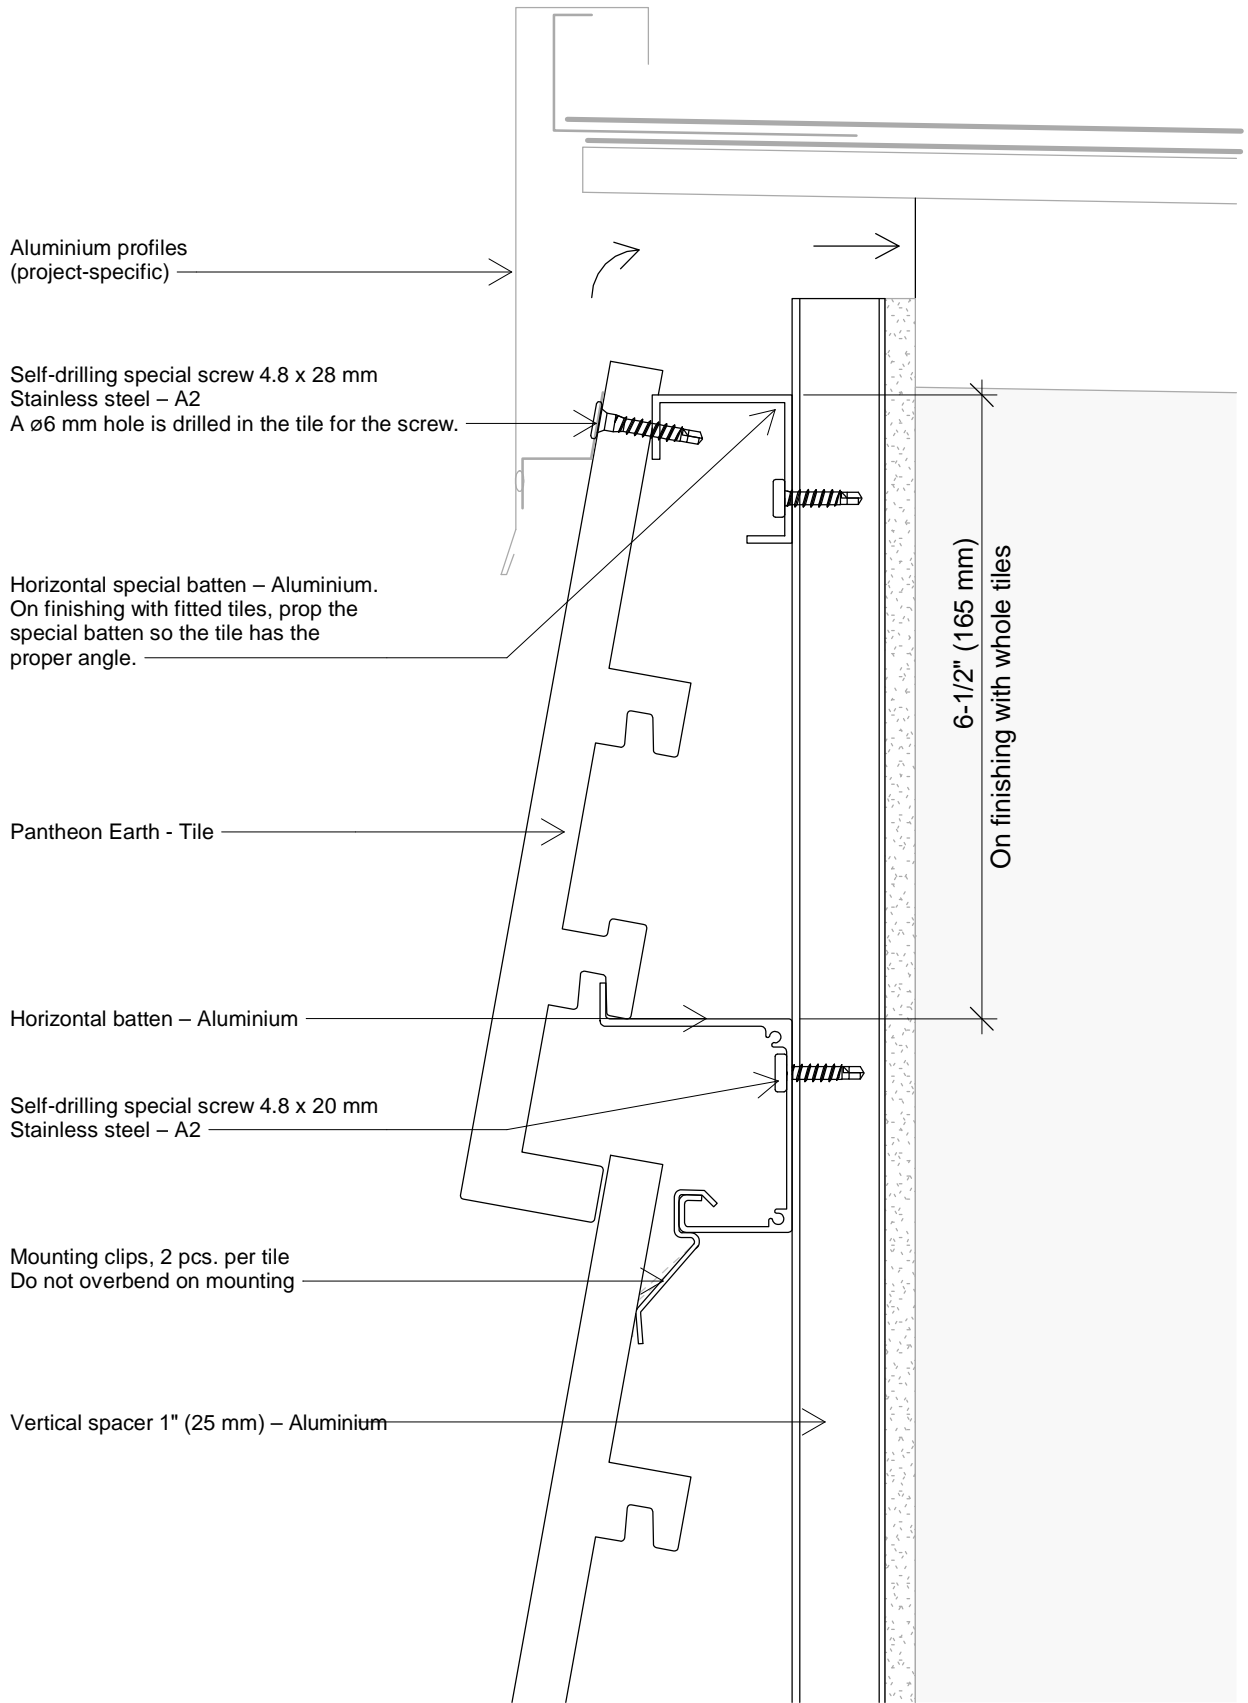 Aluminium profiles
(project-specific)
Self-drilling special screw 4.8 x 28 mm
Stainless steel – A2
A ø6 mm hole is drilled in the tile for the screw.
Horizontal special batten – Aluminium.
On finishing with fitted tiles, prop the
special batten so the tile has the
proper angle.
6-1/2" (165 mm)
On finishing with whole tiles
Pantheon Earth - Tile
Horizontal batten – Aluminium
Self-drilling special screw 4.8 x 20 mm
Stainless steel – A2
Mounting clips, 2 pcs. per tile
Do not overbend on mounting
Vertical spacer 1" (25 mm) – Aluminium